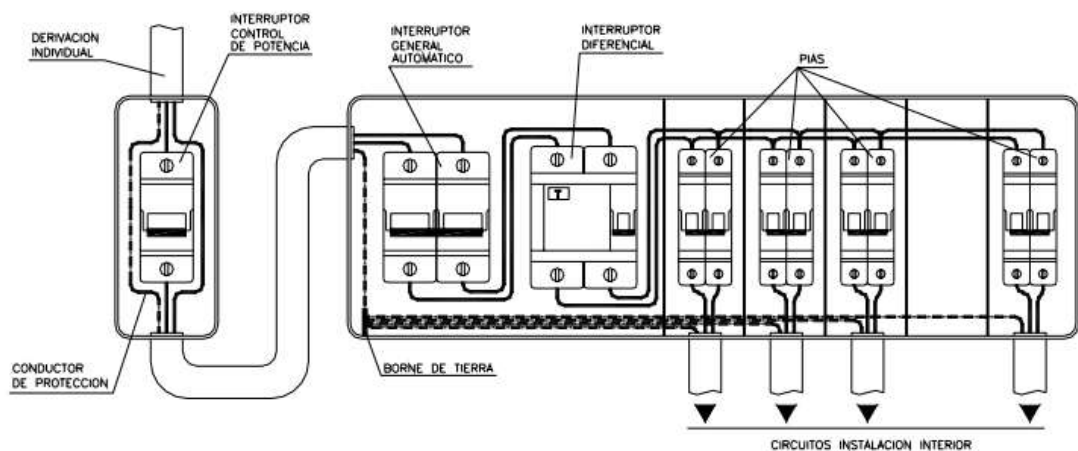 DERIVACION
INDIVIDUAL
INTERRUPTOR
CONTROL
DE POTENCIA
INTERRUPTOR
GENERAL
AUTOMATICO
INTERRUPTOR
DIFERENCIAL
PIAS
T
CONDUCTOR
DE PROTECCION
BORNE DE TIERRA
CIRCUITOS INSTALACION INTERIOR